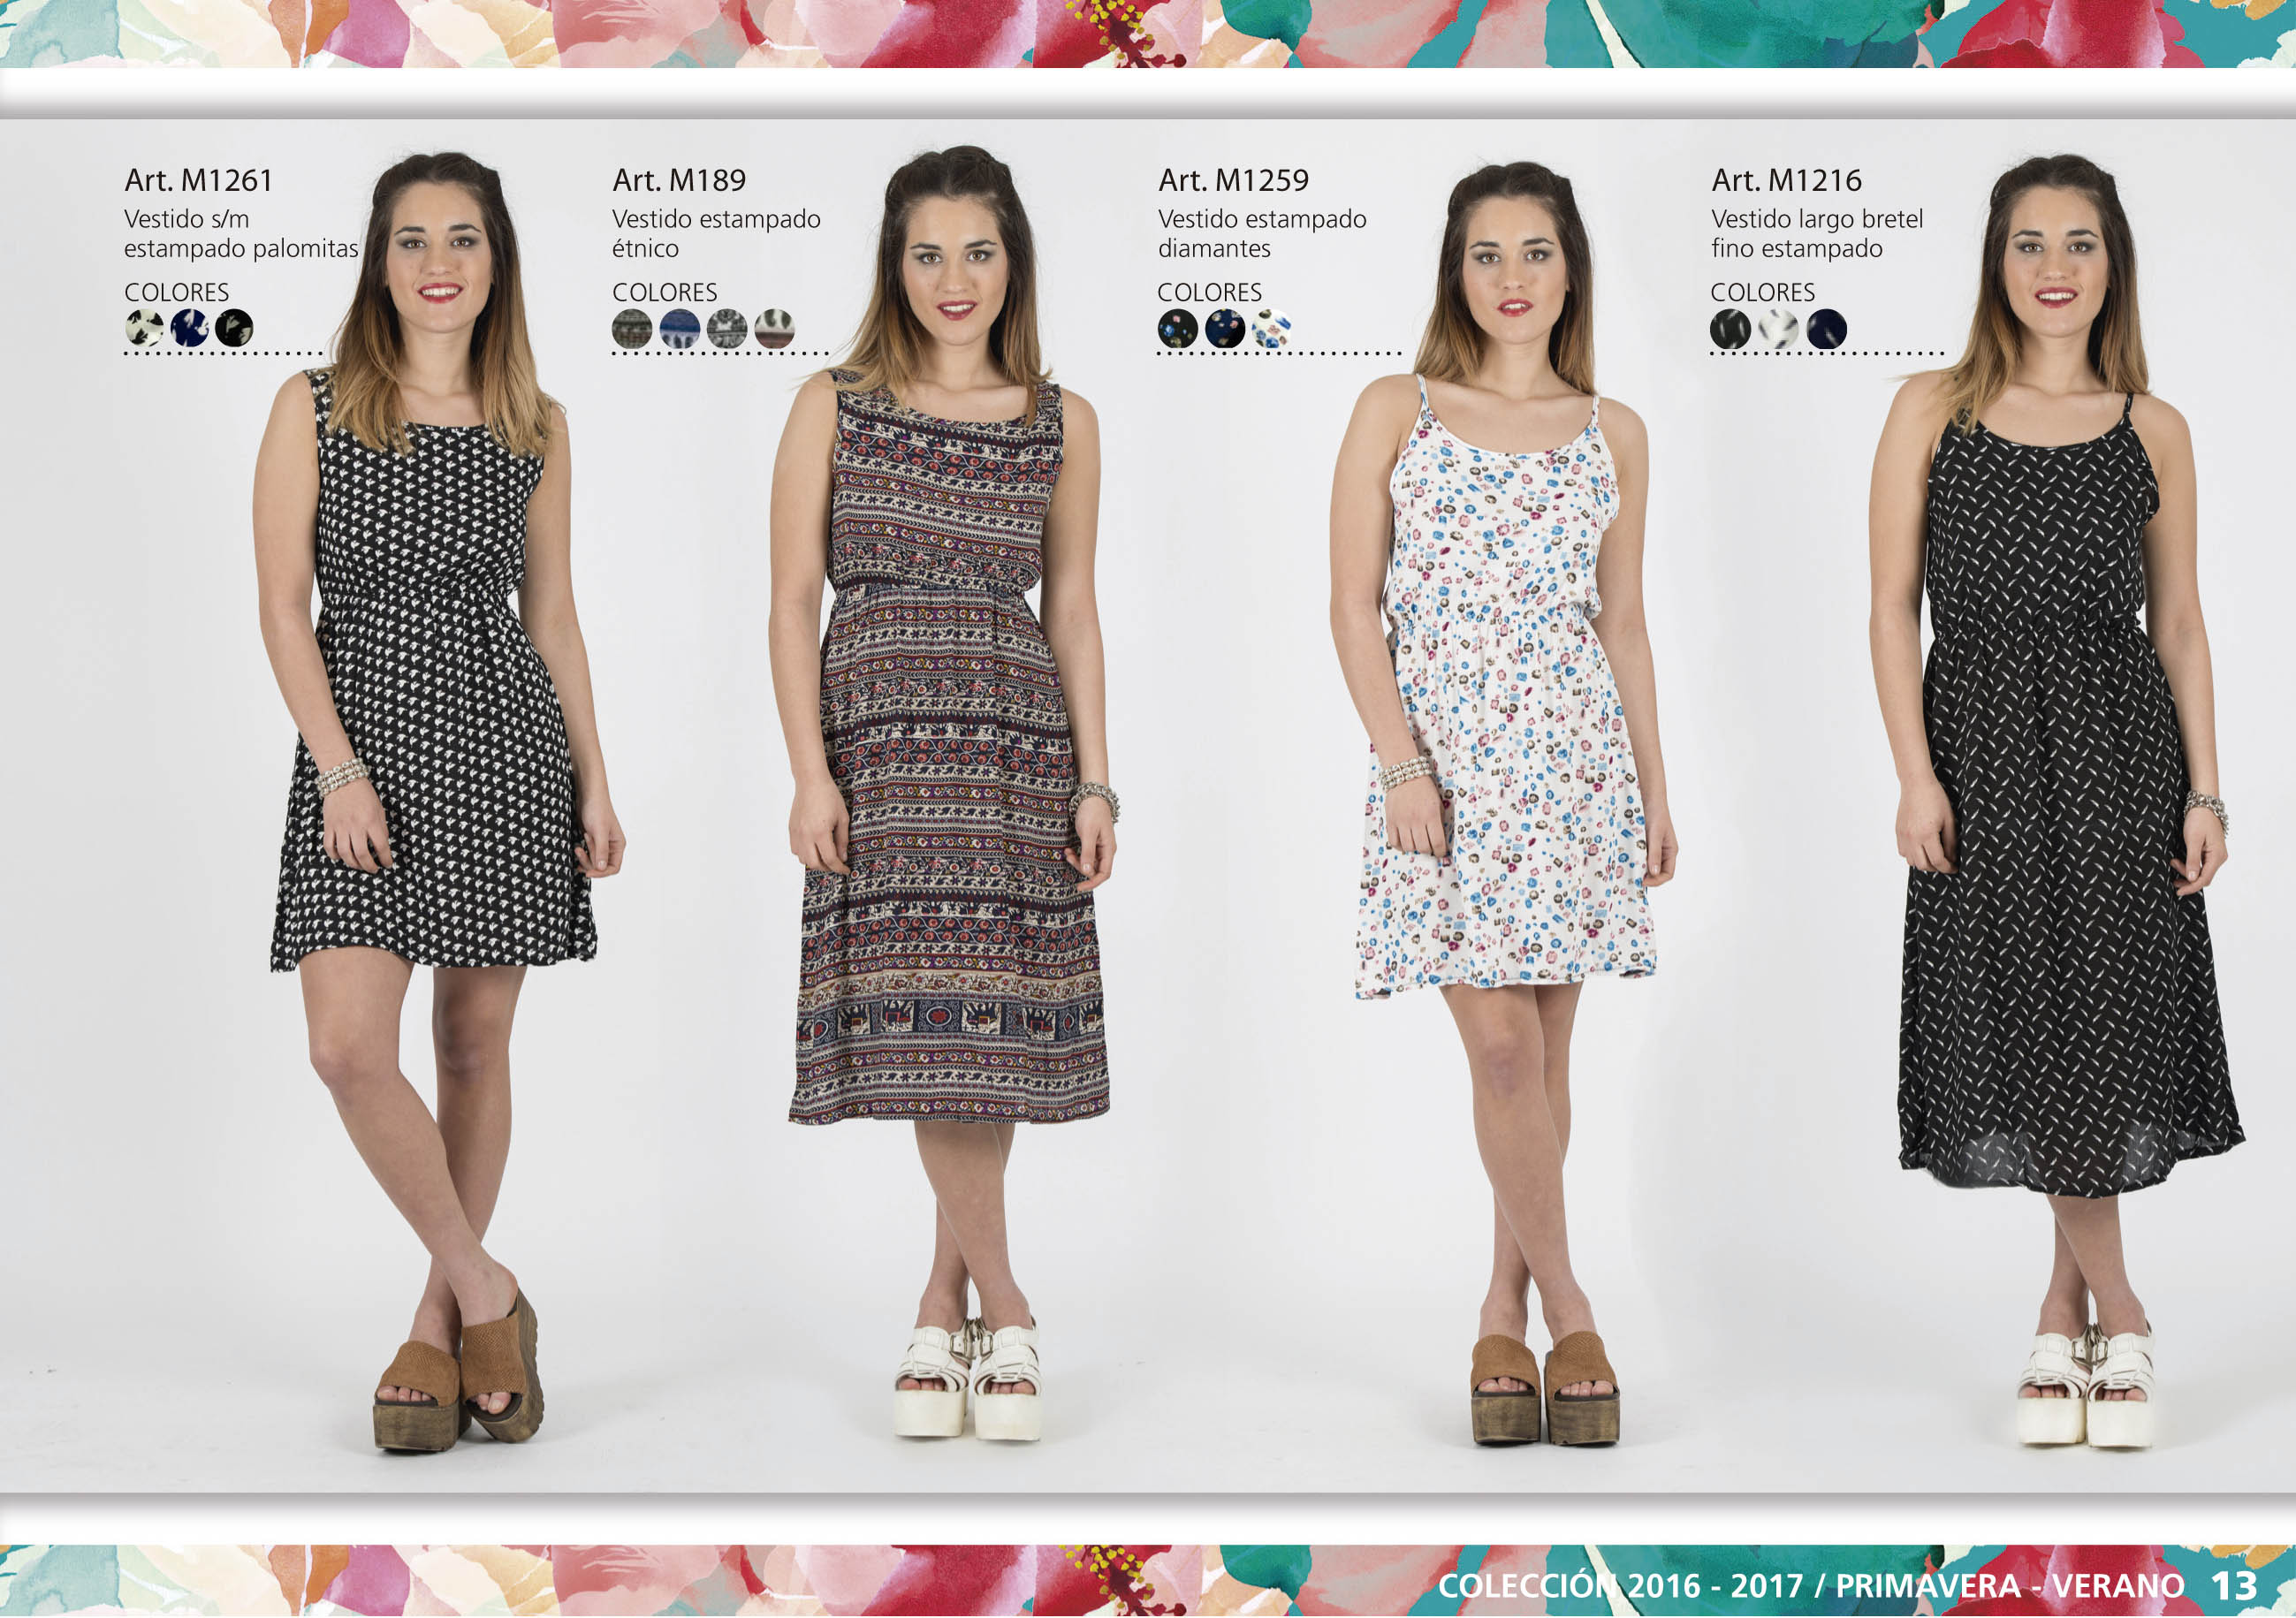 Art. M1261
Vestido s/m
estampado palomitas
COLORES
Art. M189
Vestido estampado
étnico
COLORES
Art. M1259
Vestido estampado
diamantes
COLORES
Art. M1216
Vestido largo bretel
fino estampado
COLORES
COLECCIÓN 2016 - 2017 / PRIMAVERA - VERANO 13